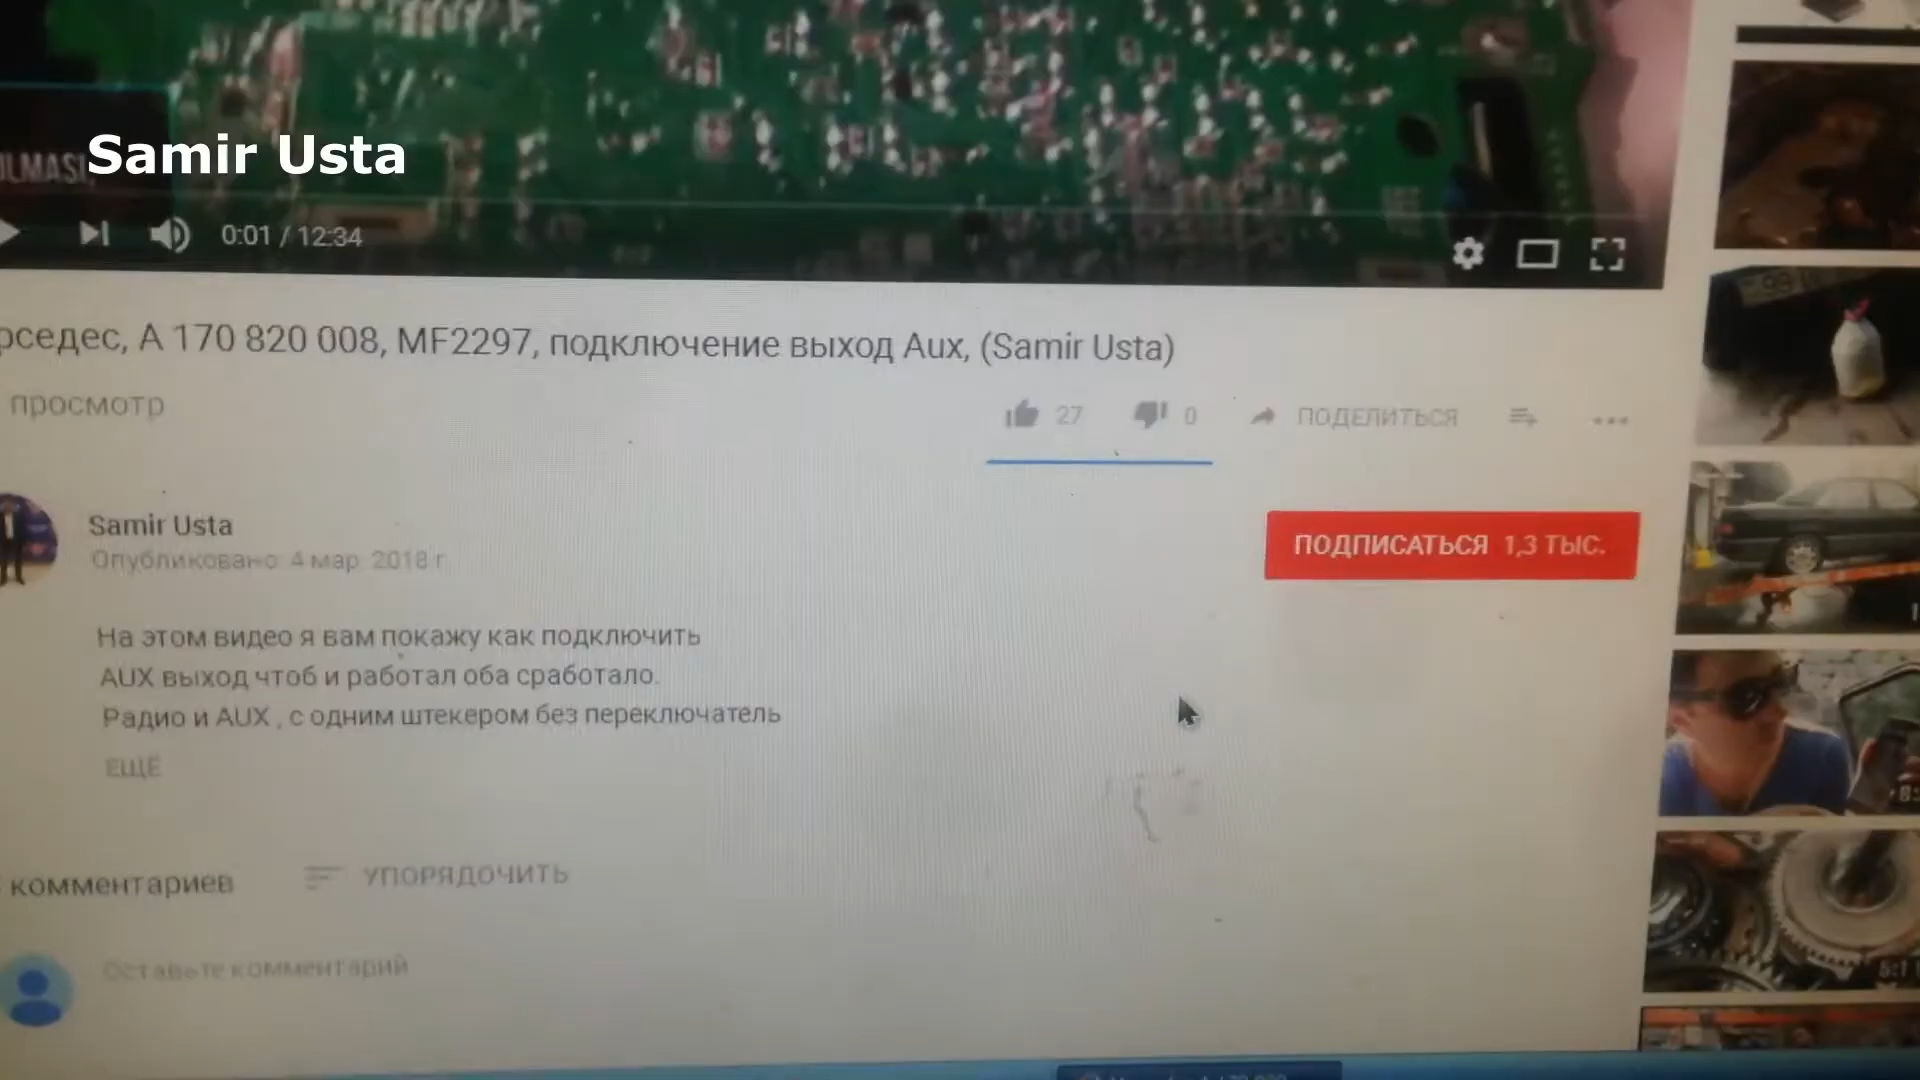 Samir Usta
0:01 / 12:34
рседес, А 170 820 008, MF2297, подключение выход Aux, (Samir Usta)
просмотр
27
0
ПОДЕЛИТЬСЯ
Samir Usta
Опубликовано: 4 мар. 2018 г.
ПОДПИСАТЬСЯ 1,3 ТЫС.
На этом видео я вам покажу как подключить
AUX выход чтоб и работал оба сработало.
Радио и AUX , с одним штекером без переключатель
ЕЩЁ
комментариев
УПОРЯДОЧИТЬ
Оставьте комментарий